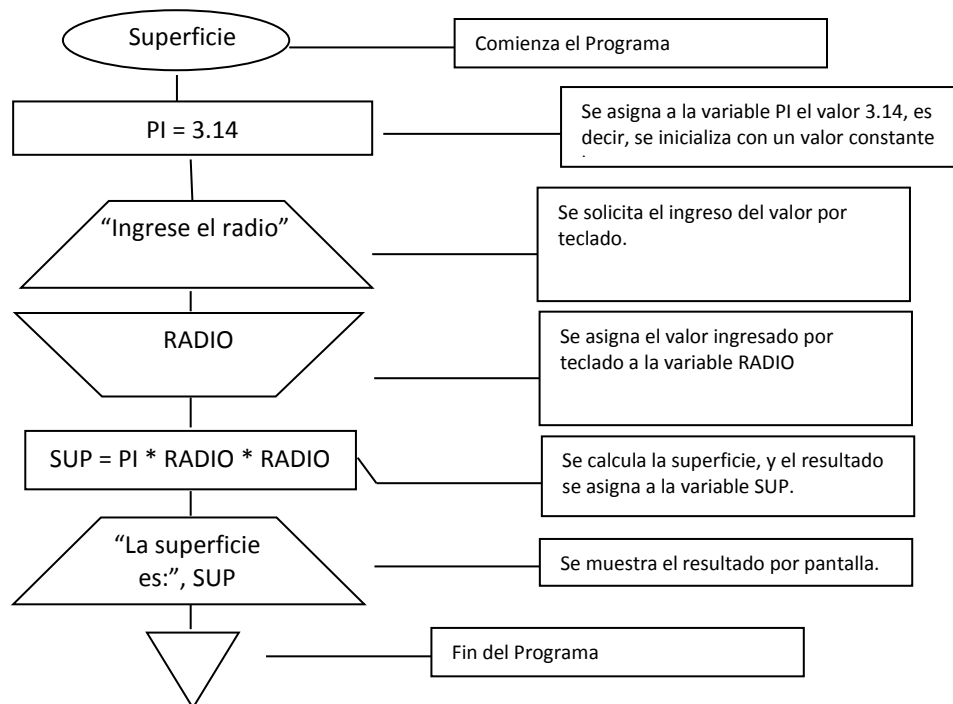 Superficie
Comienza el Programa
PI = 3.14
Se asigna a la variable PI el valor 3.14, es
decir, se inicializa con un valor constante
“Ingrese el radio”
Se solicita el ingreso del valor por
teclado.
RADIO
Se asigna el valor ingresado por
teclado a la variable RADIO
SUP = PI * RADIO * RADIO
Se calcula la superficie, y el resultado
se asigna a la variable SUP.
“La superficie
es:”, SUP
Se muestra el resultado por pantalla.
Fin del Programa